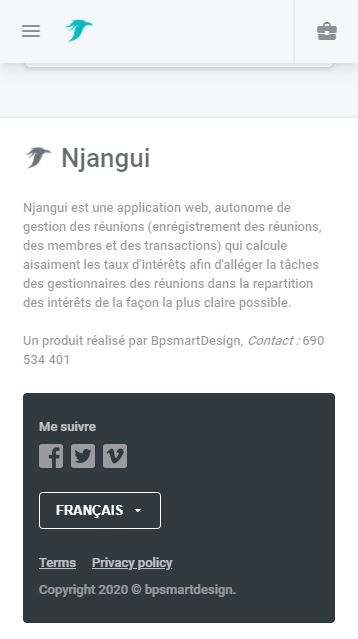 Njangui
Njangui est une application web, autonome de
gestion des réunions (enrégistrement des réunions,
des membres et des transactions) qui calcule
aisaiment les taux d'intérêts afin d'alléger la tâches
des gestionnaires des réunions dans la repartition
des intérêts de la façon la plus claire possible.
Un produit réalisé par BpsmartDesign, Contact : 690
534 401
Me suivre
FRANÇAIS
Terms Privacy policy
Copyright 2020 © bpsmartdesign.